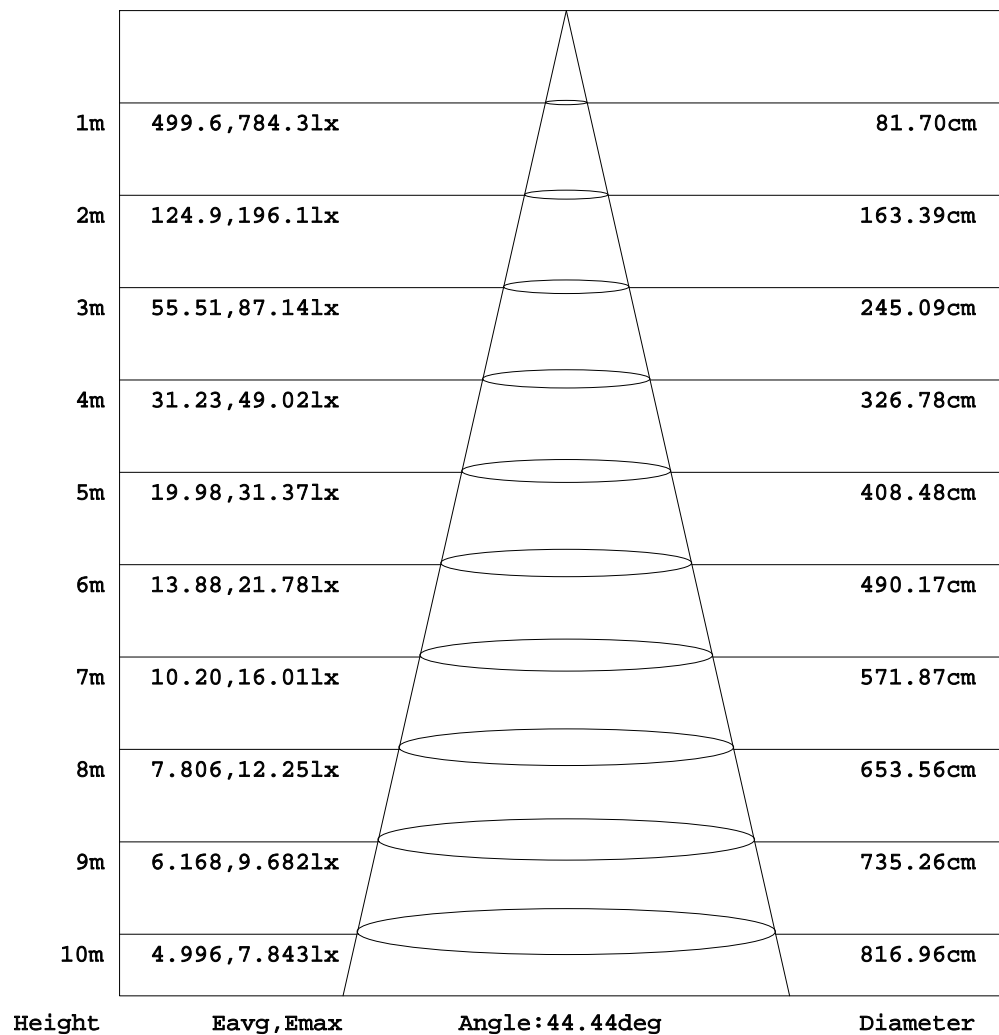 1m 499.6,784.3lx 81.70cm
2m 124.9,196.1lx 163.39cm
3m 55.51,87.14lx 245.09cm
4m 31.23,49.02lx 326.78cm
5m 19.98,31.37lx 408.48cm
6m 13.88,21.78lx 490.17cm
7m 10.20,16.01lx 571.87cm
8m 7.806,12.25lx 653.56cm
9m 6.168,9.682lx 735.26cm
10m 4.996,7.843lx 816.96cm
Height Eavg,Emax Angle:44.44deg Diameter